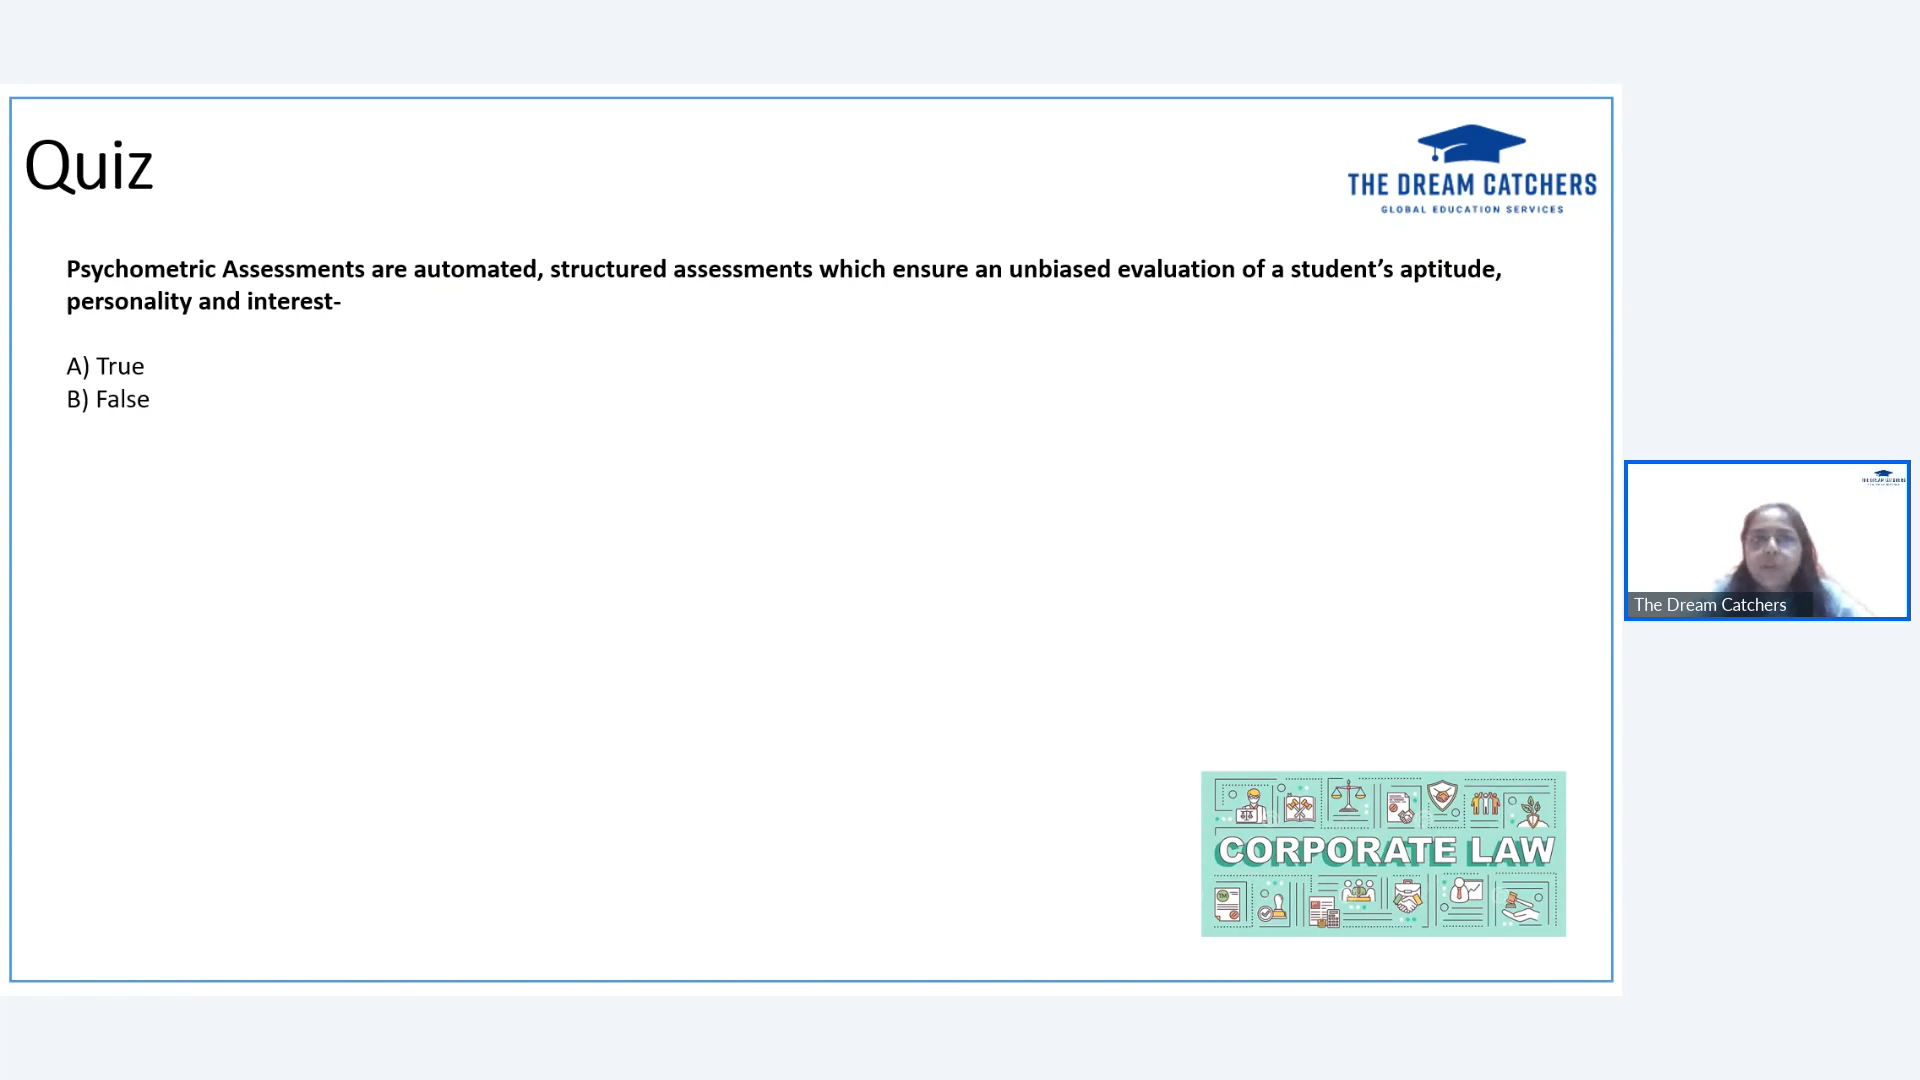 Quiz
THE DREAM CATCHERS
GLOBAL EDUCATION SERVICES
Psychometric Assessments are automated, structured assessments which ensure an unbiased evaluation of a student’s aptitude,
personality and interest-
A) True
B) False
The Dream Catchers
CORPORATE LAW